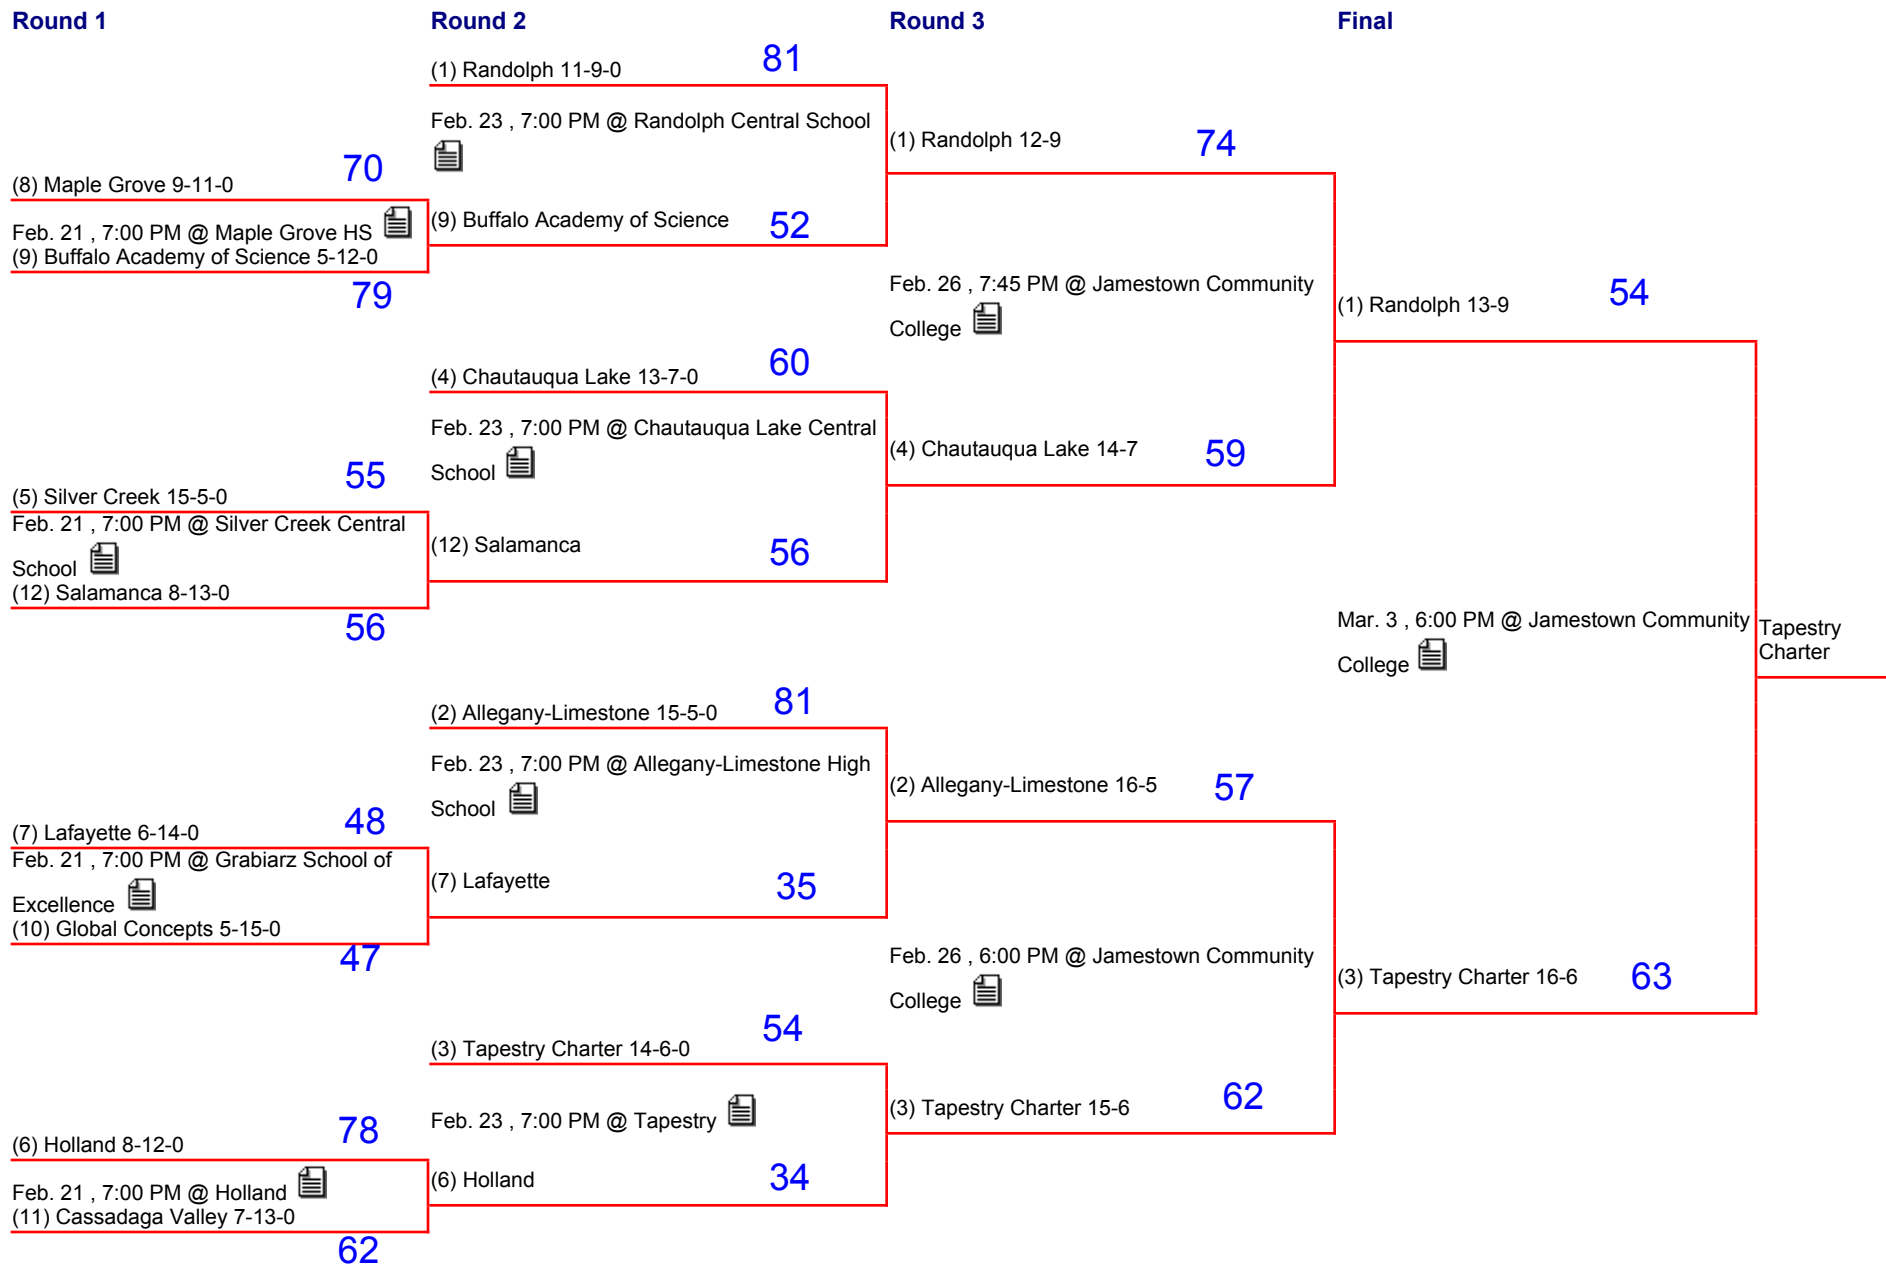 Round 1
Round 2
Round 3
Final
(8) Maple Grove 9-11-0
70
Feb. 21 , 7:00 PM @ Maple Grove HS
(9) Buffalo Academy of Science 5-12-0
79
(5) Silver Creek 15-5-0
55
Feb. 21 , 7:00 PM @ Silver Creek Central
School
(12) Salamanca 8-13-0
56
(7) Lafayette 6-14-0
48
Feb. 21 , 7:00 PM @ Grabiarz School of
Excellence
(10) Global Concepts 5-15-0
47
(6) Holland 8-12-0
78
Feb. 21 , 7:00 PM @ Holland
(11) Cassadaga Valley 7-13-0
62
(1) Randolph 11-9-0
81
Feb. 23 , 7:00 PM @ Randolph Central School
(9) Buffalo Academy of Science
52
(4) Chautauqua Lake 13-7-0
60
Feb. 23 , 7:00 PM @ Chautauqua Lake Central
School
(12) Salamanca
56
(2) Allegany-Limestone 15-5-0
81
Feb. 23 , 7:00 PM @ Allegany-Limestone High
School
(7) Lafayette
35
(3) Tapestry Charter 14-6-0
54
Feb. 23 , 7:00 PM @ Tapestry
(6) Holland
34
(1) Randolph 12-9
74
Feb. 26 , 7:45 PM @ Jamestown Community
College
(4) Chautauqua Lake 14-7
59
(2) Allegany-Limestone 16-5
57
Feb. 26 , 6:00 PM @ Jamestown Community
College
(3) Tapestry Charter 15-6
62
(1) Randolph 13-9
54
Mar. 3 , 6:00 PM @ Jamestown Community
College
(3) Tapestry Charter 16-6
63
Tapestry
Charter